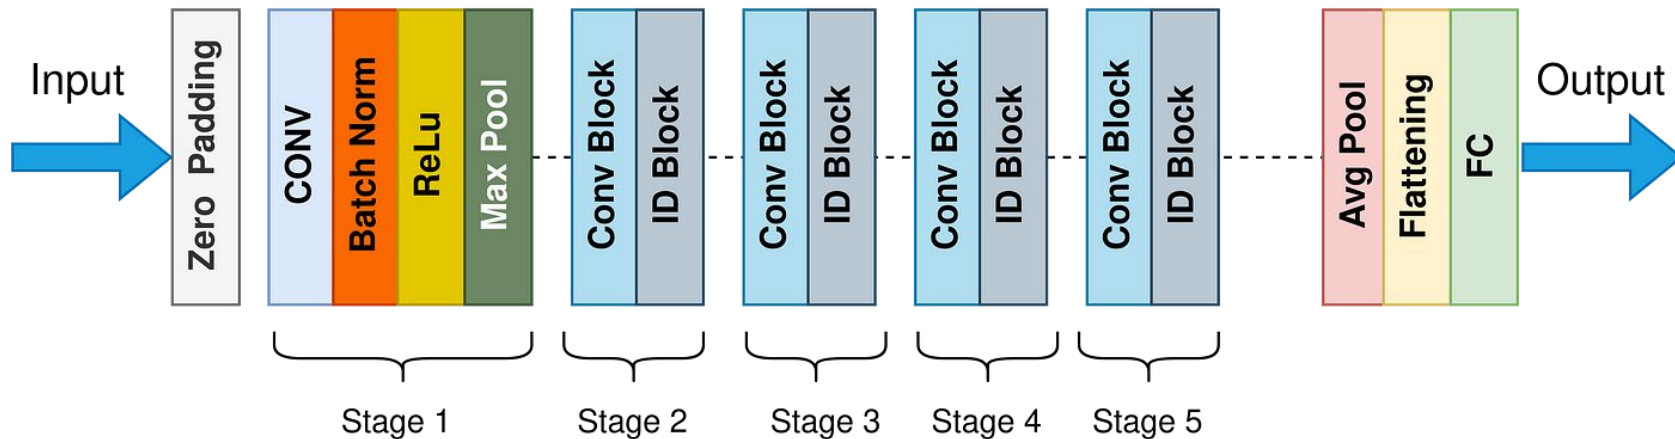 Input
Zero Padding
CONV
Batch Norm
ReLu
Max Pool
Conv Block
ID Block
Conv Block
ID Block
Conv Block
ID Block
Conv Block
ID Block
Avg Pool
Flattening
FC
Output
Stage 1
Stage 2
Stage 3
Stage 4
Stage 5